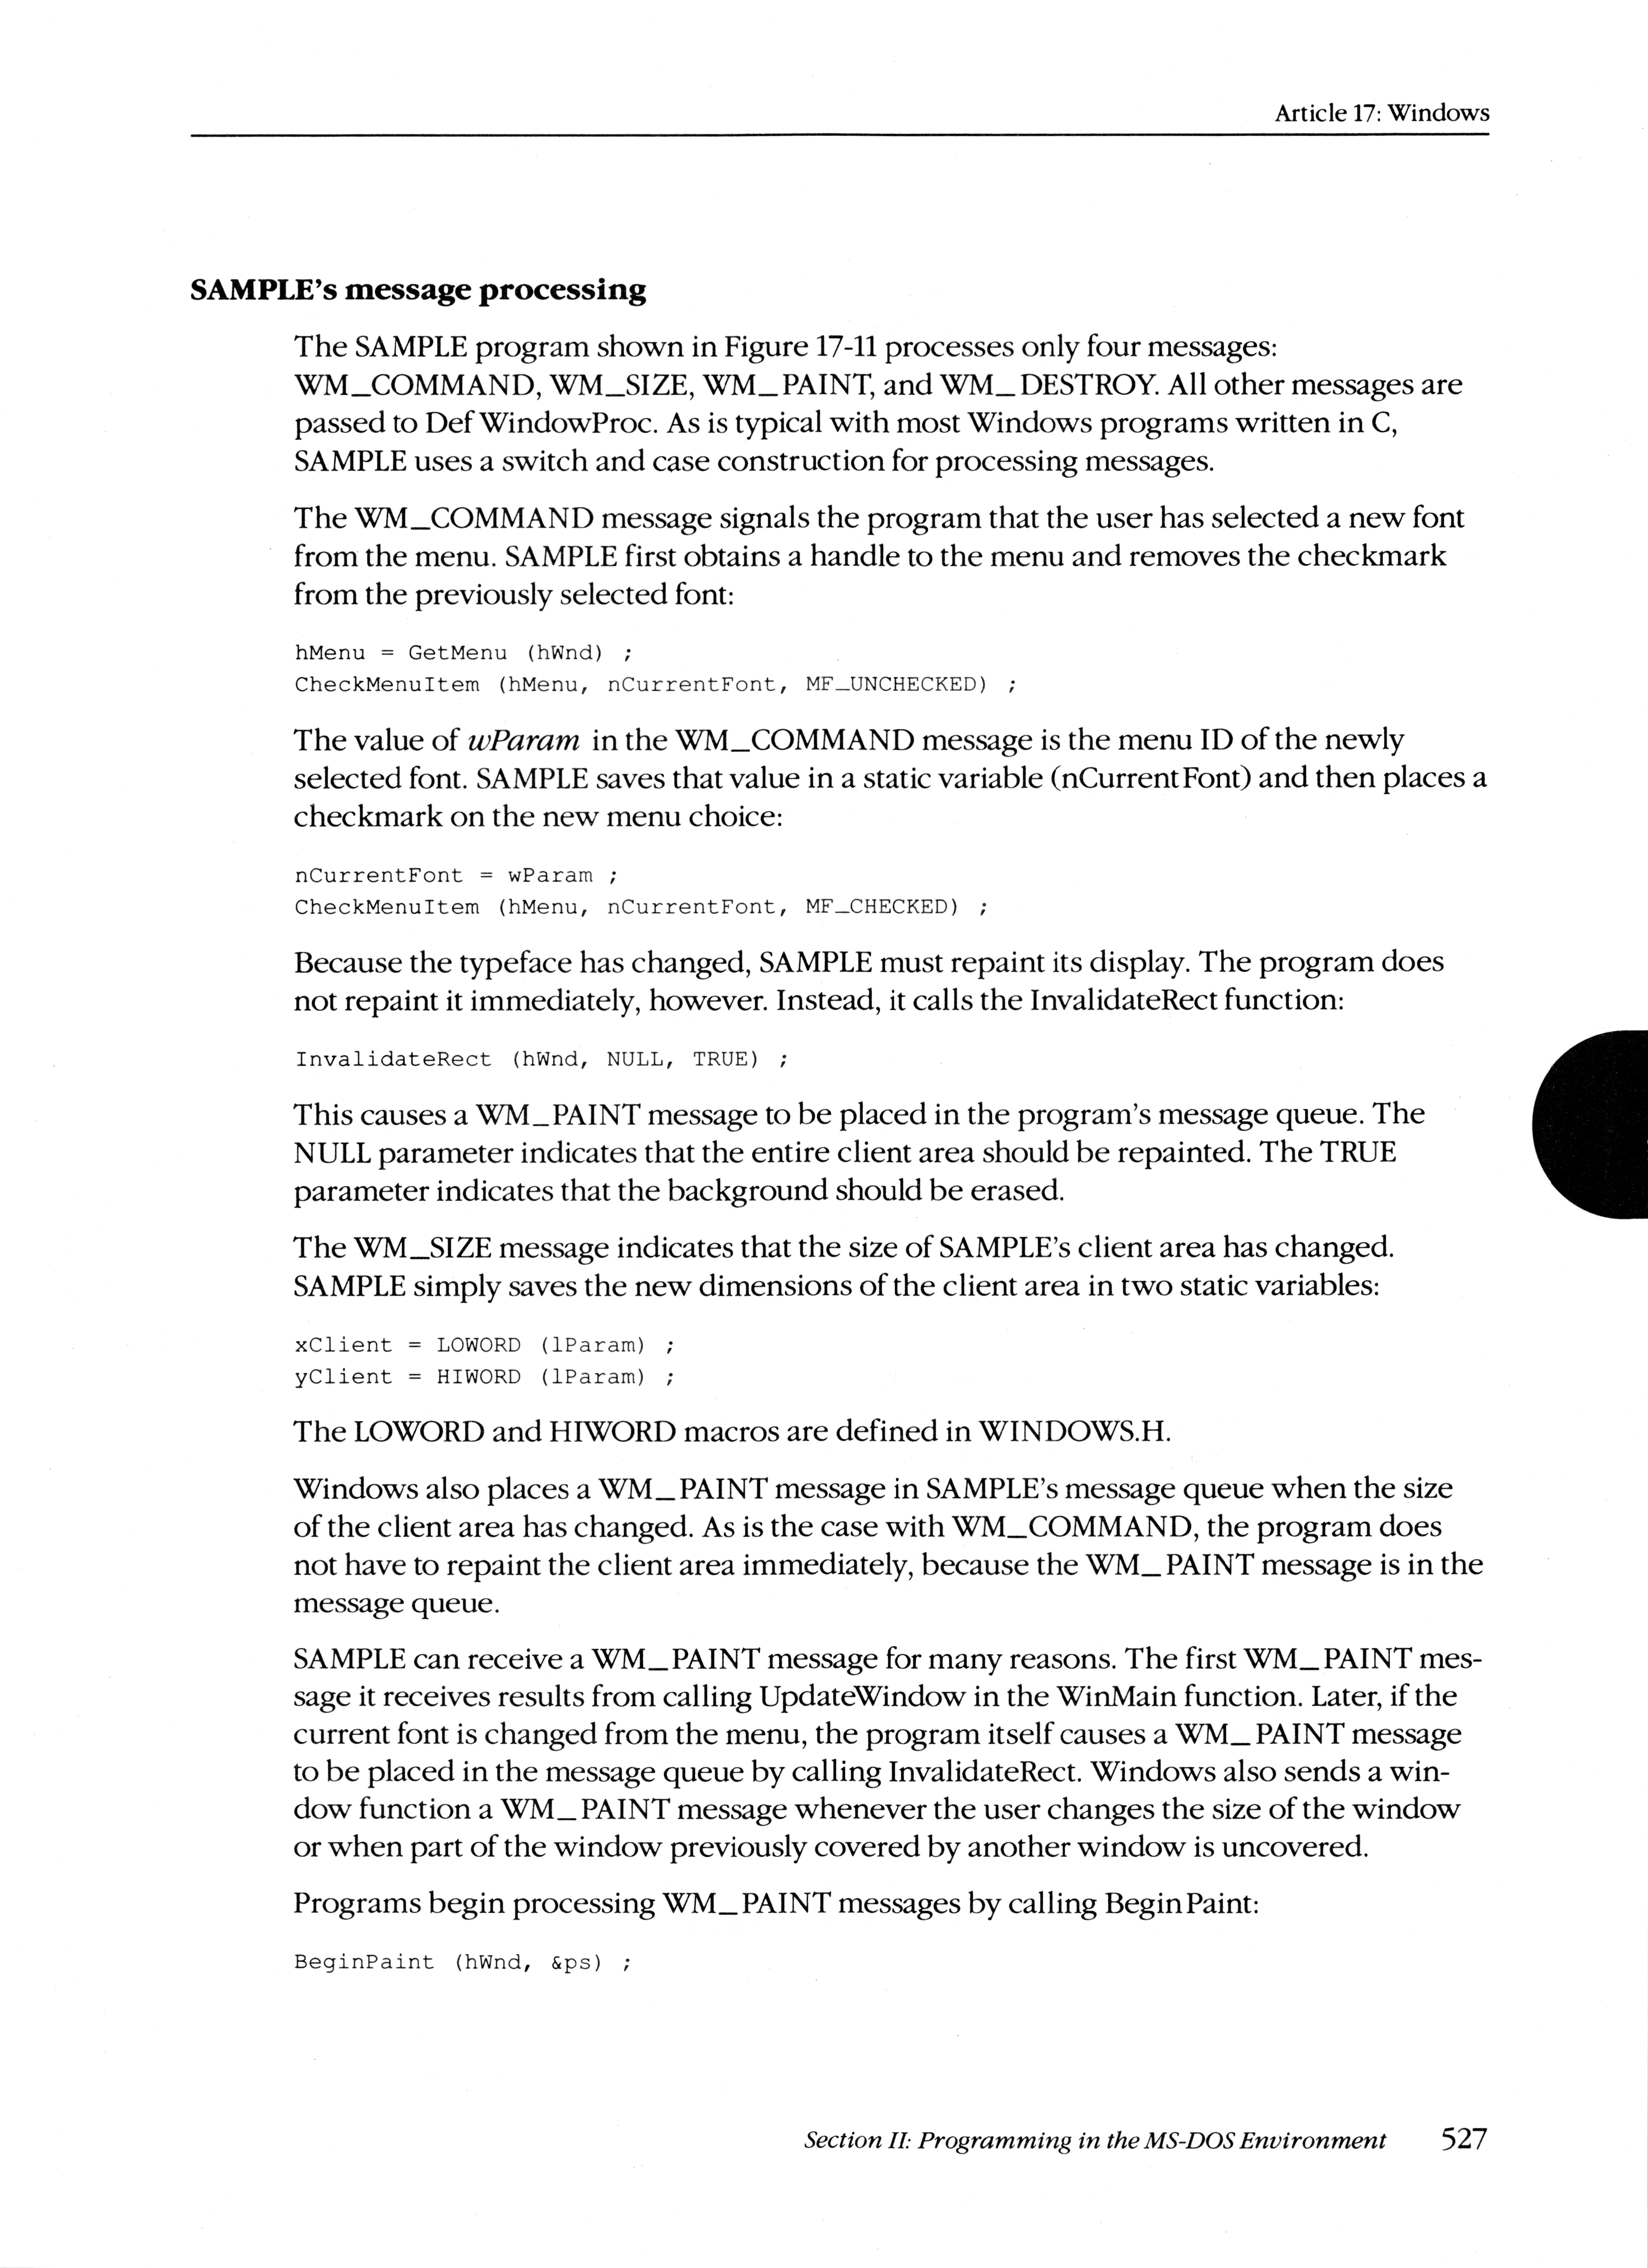 Article 17: Windows
SAMPLE's message processing
The SAMPLE program shown in Figure 17-11 processes only four messages:
WM_COMMAND, WM_SIZE, WM_PAINT, and WM_DESTROY. All other messages are
passed to DefWindowProc. As is typical with most Windows programs written in C,
SAMPLE uses a switch and case construction for processing messages.
The WM_COMMAND message signals the program that the user has selected a new font
from the menu. SAMPLE first obtains a handle to the menu and removes the checkmark
from the previously selected font:
hMenu = GetMenu (hWnd) ;
CheckMenuItem (hMenu, nCurrentFont, MF_UNCHECKED) ;
The value of wParam in the WM_COMMAND message is the menu ID of the newly
selected font. SAMPLE saves that value in a static variable (nCurrentFont) and then places a
checkmark on the new menu choice:
nCurrentFont = wParam ;
CheckMenuItem (hMenu, nCurrentFont, MF_CHECKED) ;
Because the typeface has changed, SAMPLE must repaint its display. The program does
not repaint it immediately, however. Instead, it calls the InvalidateRect function:
InvalidateRect (hWnd, NULL, TRUE) ;
This causes a WM_PAINT message to be placed in the program's message queue. The
NULL parameter indicates that the entire client area should be repainted. The TRUE
parameter indicates that the background should be erased.
The WM_SIZE message indicates that the size of SAMPLE's client area has changed.
SAMPLE simply saves the new dimensions of the client area in two static variables:
xClient = LOWORD (lParam) ;
yClient = HIWORD (lParam) ;
The LOWORD and HIWORD macros are defined in WINDOWS.H.
Windows also places a WM_PAINT message in SAMPLE's message queue when the size
of the client area has changed. As is the case with WM_COMMAND, the program does
not have to repaint the client area immediately, because the WM_PAINT message is in the
message queue.
SAMPLE can receive a WM_PAINT message for many reasons. The first WM_PAINT mes-
sage it receives results from calling UpdateWindow in the WinMain function. Later, if the
current font is changed from the menu, the program itself causes a WM_PAINT message
to be placed in the message queue by calling InvalidateRect. Windows also sends a win-
dow function a WM_PAINT message whenever the user changes the size of the window
or when part of the window previously covered by another window is uncovered.
Programs begin processing WM_PAINT messages by calling BeginPaint:
BeginPaint (hWnd, &ps) ;
Section II: Programming in the MS-DOS Environment 527